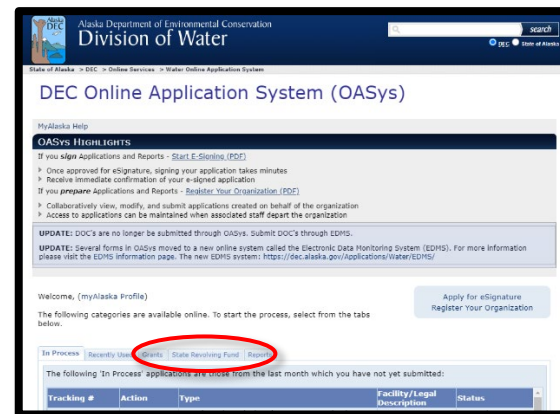 DEC
Alaska Department of Environmental Conservation
Division of Water
search
DEC State of Alaska
State of Alaska > DEC > Online Services > Water Online Application System
DEC Online Application System (OASys)
MyAlaska Help
OASys Highlights
If you sign Applications and Reports - Start E-Signing (PDF)
Once approved for eSignature, signing your application takes minutes
Receive immediate confirmation of your e-signed application
If you prepare Applications and Reports - Register Your Organization (PDF)
Collaboratively view, modify, and submit applications created on behalf of the organization
Access to applications can be maintained when associated staff depart the organization
UPDATE: DOC's are no longer be submitted through OASys. Submit DOC's through EDMS.
UPDATE: Several forms in OASys moved to a new online system called the Electronic Data Monitoring System (EDMS). For more information
please visit the EDMS information page. The new EDMS system: https://dec.alaska.gov/Applications/Water/EDMS/
Welcome, (myAlaska Profile)
Apply for eSignature
Register Your Organization
The following categories are available online. To start the process, select from the tabs
below.
In Process Recently Used Grants State Revolving Fund Reports
The following 'In Process' applications are those from the last month which you have not yet submitted:
Tracking # Action Type Facility/Legal Description Status